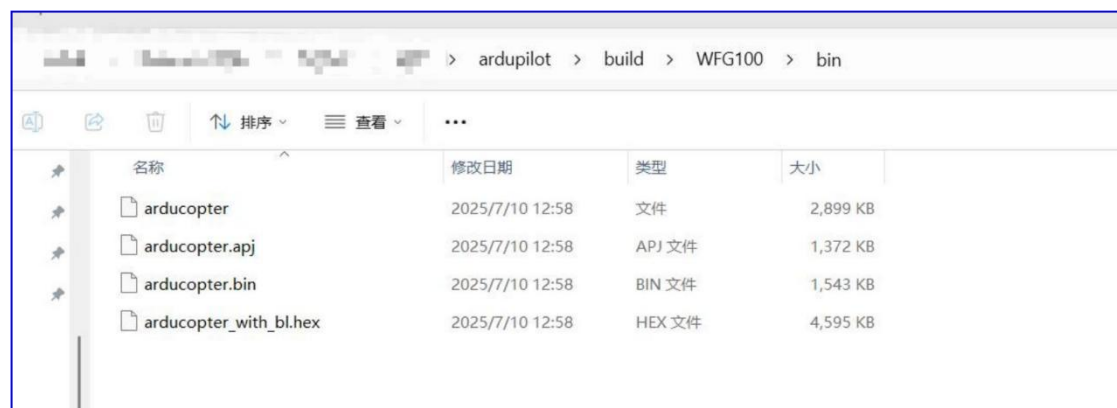 > ardupilot > build > WFG100 > bin
排序 查看 ...
名称 修改日期 类型 大小
arducopter 2025/7/10 12:58 文件 2,899 KB
arducopter.apj 2025/7/10 12:58 APJ 文件 1,372 KB
arducopter.bin 2025/7/10 12:58 BIN 文件 1,543 KB
arducopter_with_bl.hex 2025/7/10 12:58 HEX 文件 4,595 KB